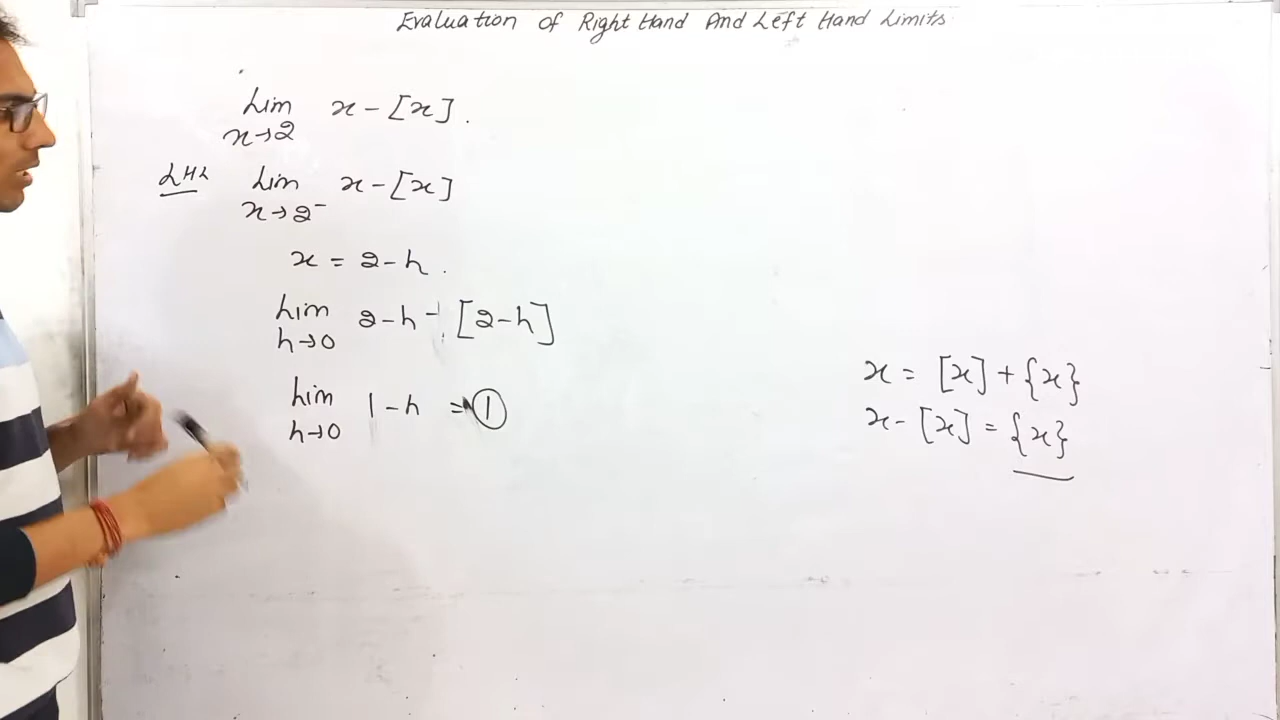 Evaluation of Right Hand And Left Hand Limits
Lim x - [x].
x→2
LHL Lim x - [x]
x→2⁻
x = 2 - h.
Lim 2 - h - [2 - h]
h→0
Lim 1 - h = 1
h→0
x = [x] + {x}
x - [x] = {x}